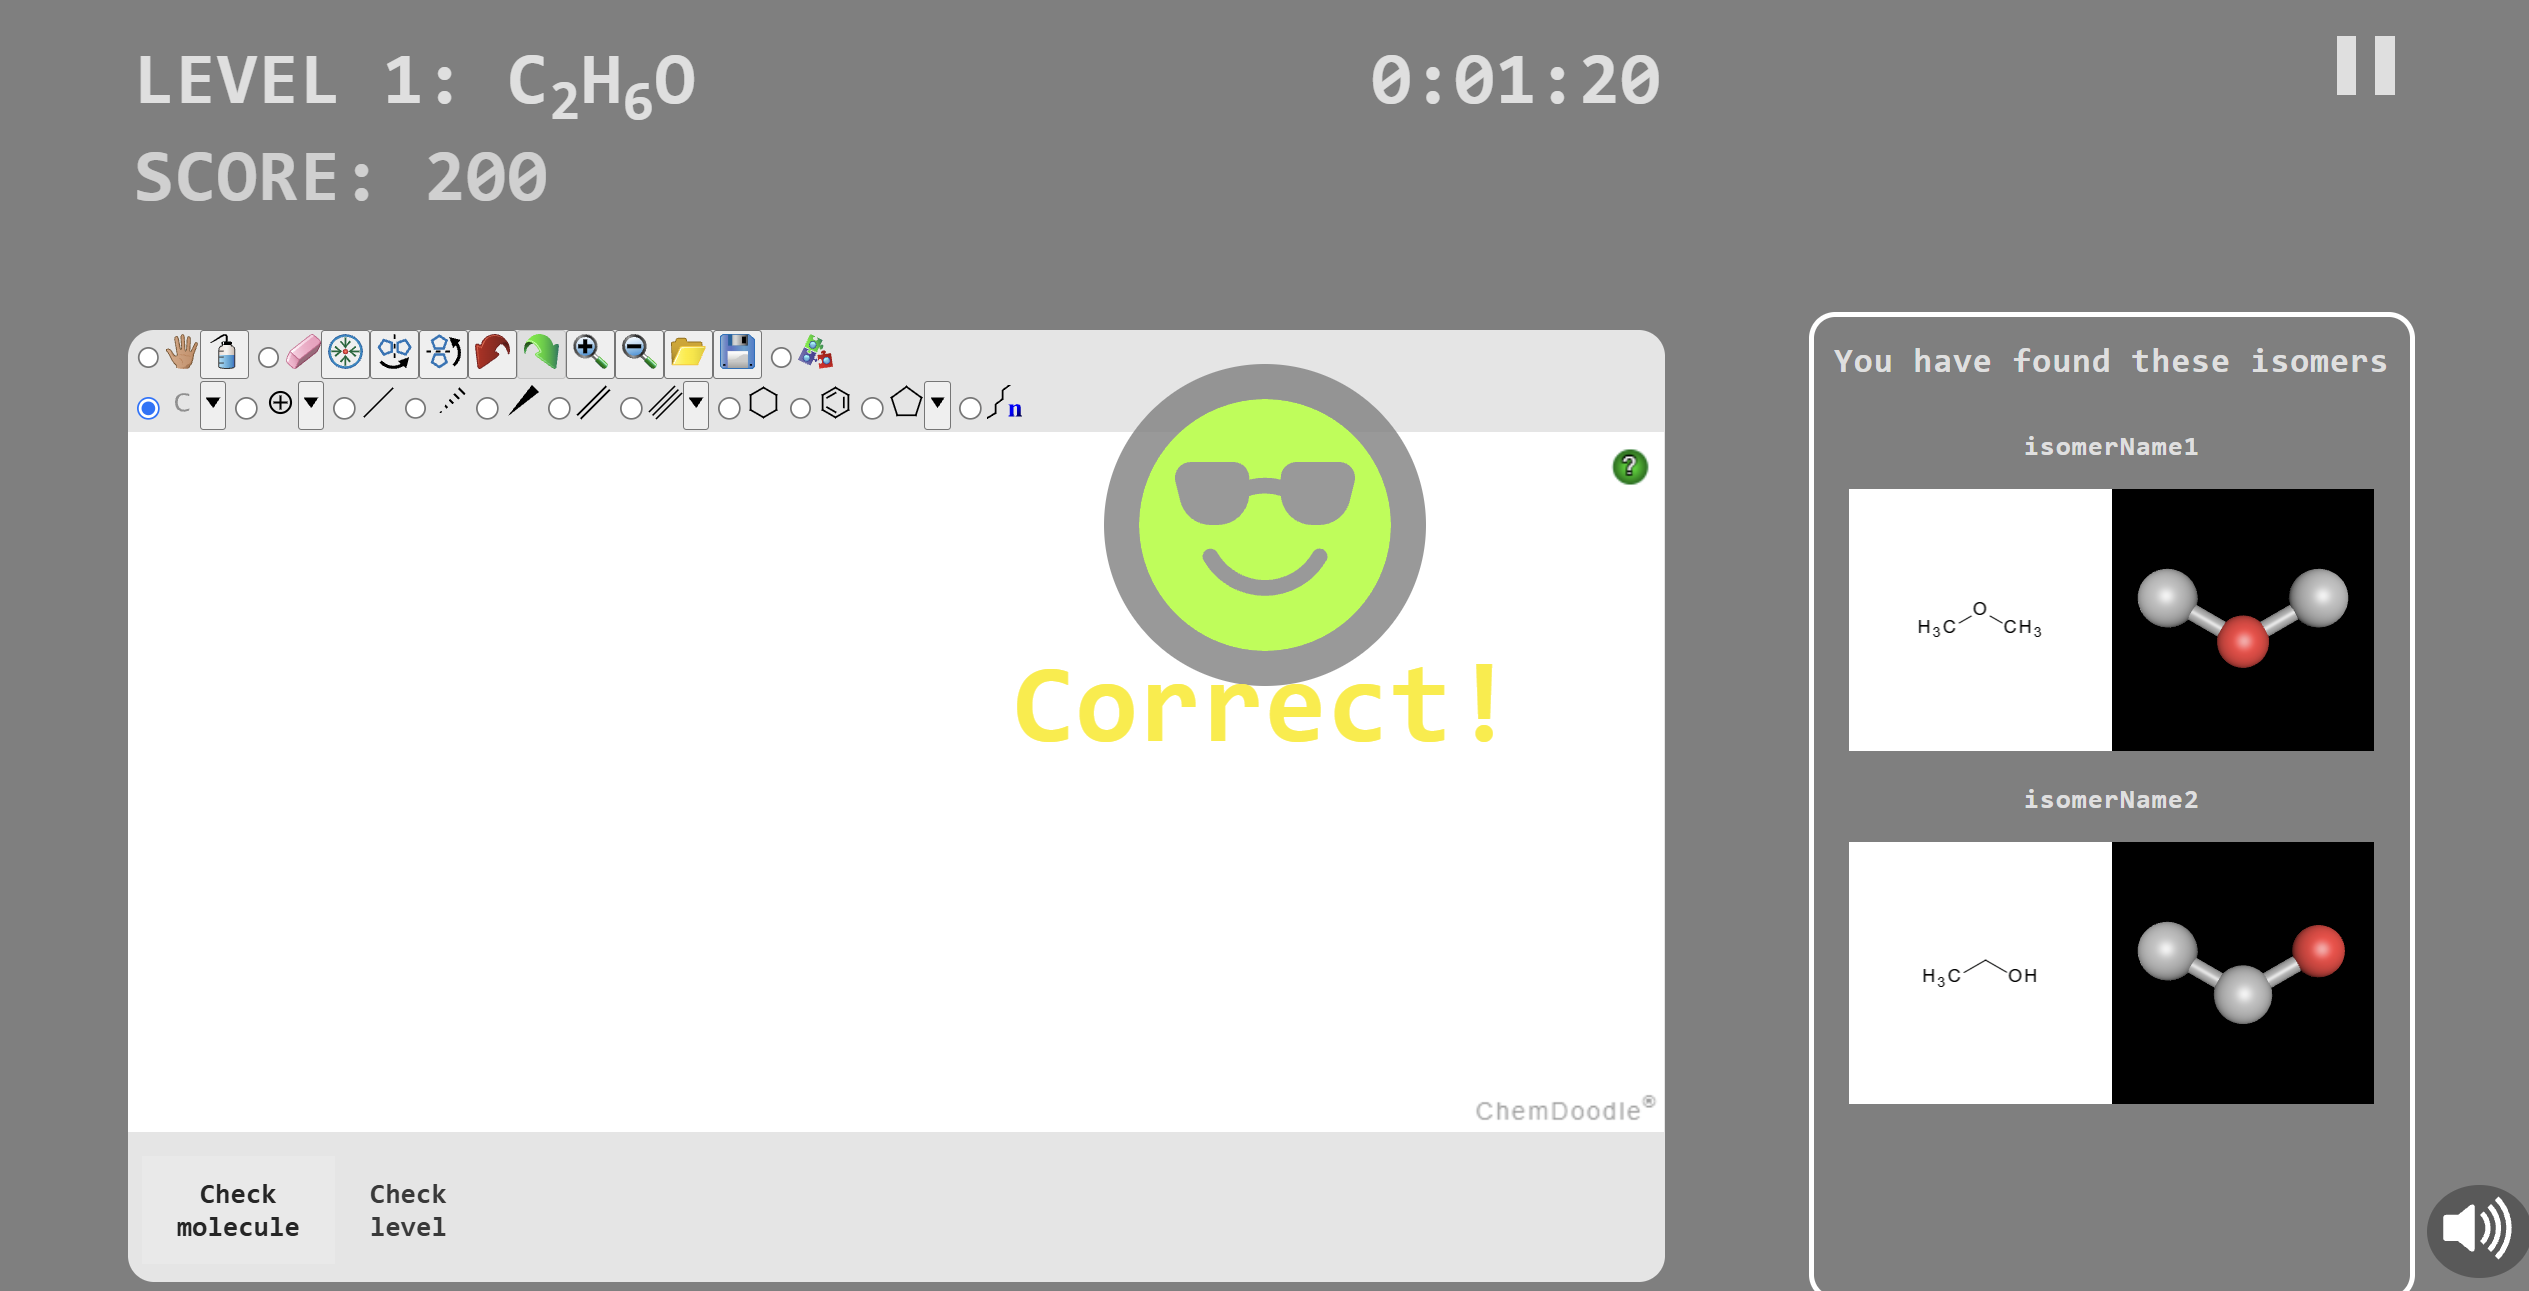 LEVEL 1: C₂H₆O
0:01:20
SCORE: 200
C
n
?
Correct!
ChemDoodle®
Check molecule
Check level
You have found these isomers
isomerName1
H₃C O CH₃
isomerName2
H₃C OH